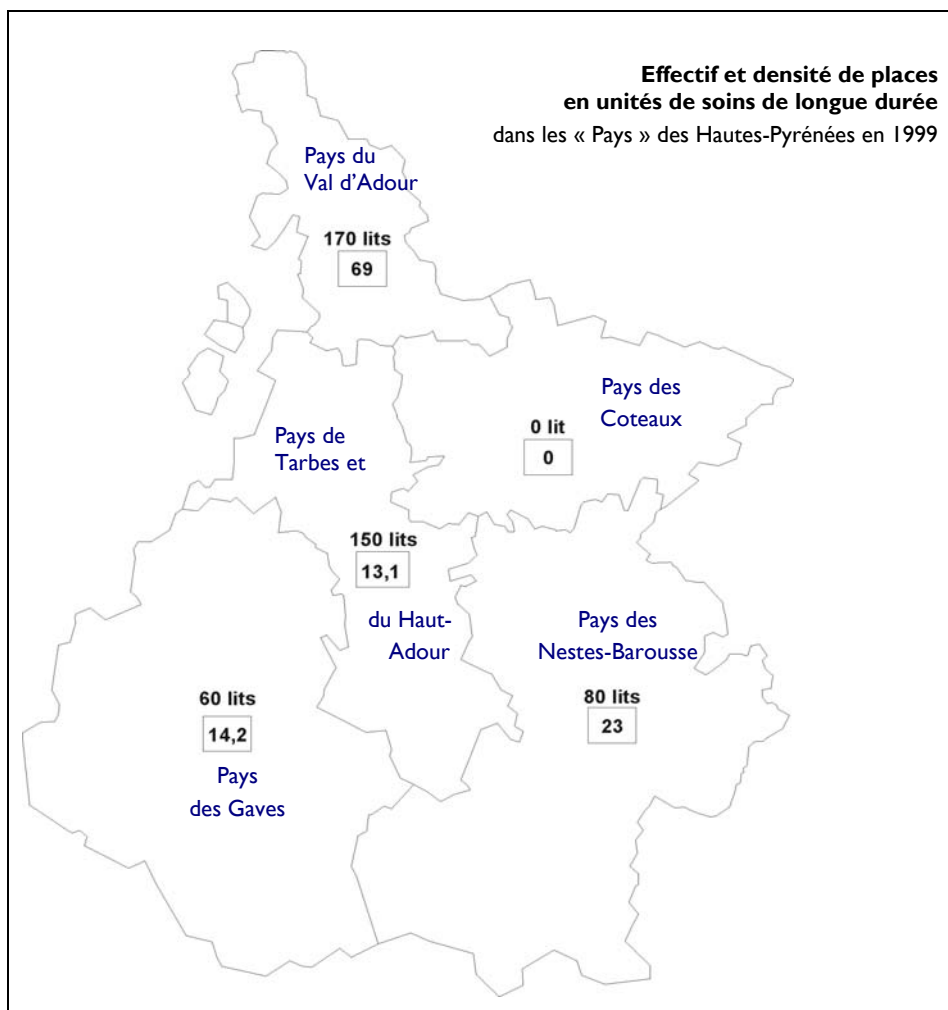 Effectif et densité de places
en unités de soins de longue durée
dans les « Pays » des Hautes-Pyrénées en 1999
Pays du
Val d'Adour
170 lits
69
Pays des
Coteaux
0 lit
0
Pays de
Tarbes et
150 lits
13,1
du Haut-
Adour
Pays des
Nestes-Barousse
80 lits
23
60 lits
14,2
Pays
des Gaves